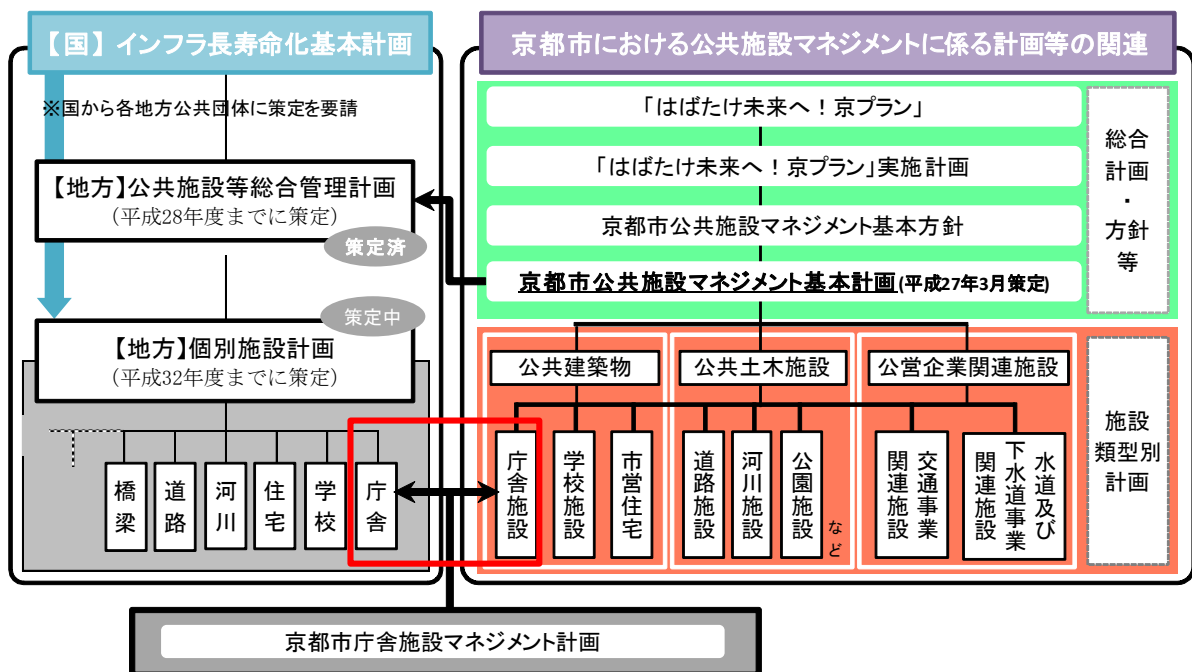 【国】インフラ長寿命化基本計画
※国から各地方公共団体に策定を要請
【地方】公共施設等総合管理計画
(平成28年度までに策定)
策定済
策定中
【地方】個別施設計画
(平成32年度までに策定)
橋梁
道路
河川
住宅
学校
庁舎
京都市における公共施設マネジメントに係る計画等の関連
「はばたけ未来へ！京プラン」
「はばたけ未来へ！京プラン」実施計画
京都市公共施設マネジメント基本方針
京都市公共施設マネジメント基本計画(平成27年3月策定)
総合計画・方針等
公共建築物
公共土木施設
公営企業関連施設
庁舎施設
学校施設
市営住宅
道路施設
河川施設
公園施設
など
交通事業
関連施設
水道及び
下水道事業
関連施設
施設類型別計画
京都市庁舎施設マネジメント計画